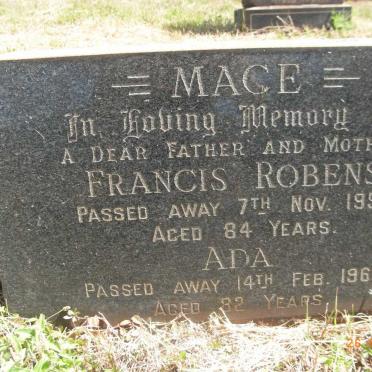 MACE
In Loving Memory
A DEAR FATHER AND MOTH
FRANCIS ROBENS
PASSED AWAY 7TH NOV. 195
AGED 84 YEARS.
ADA
PASSED AWAY 14TH FEB. 196
AGED 82 YEARS